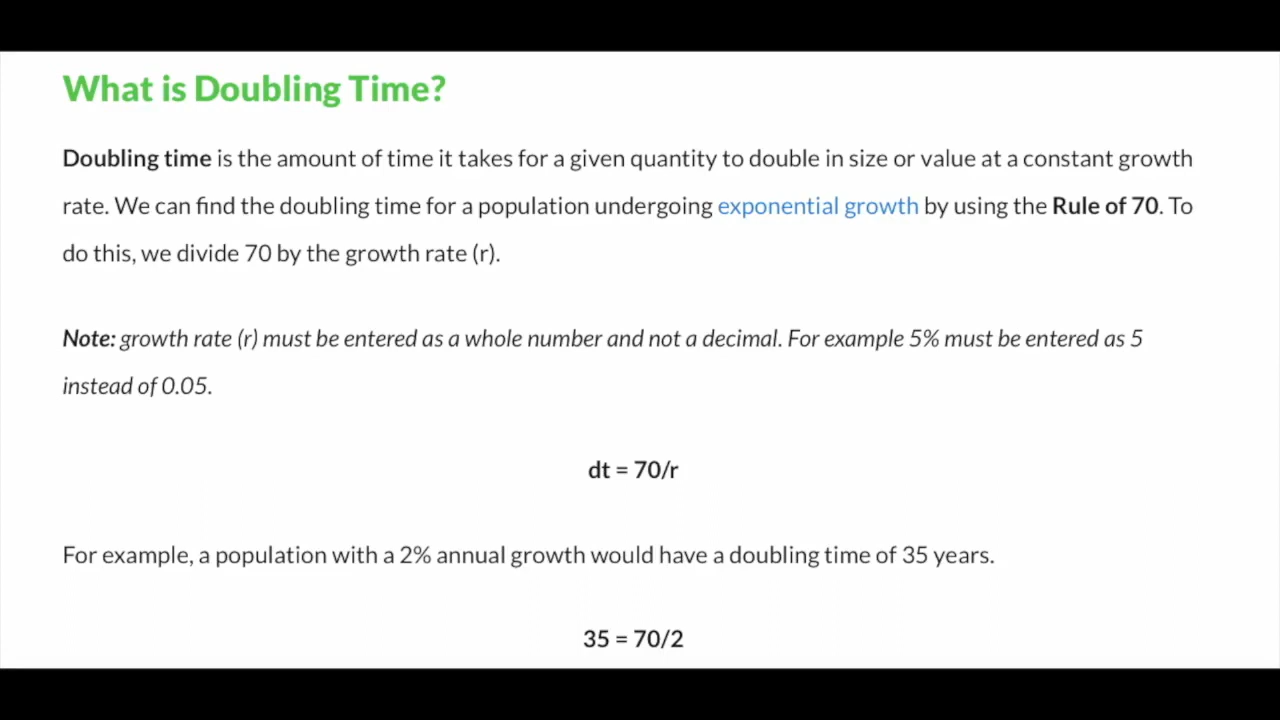 What is Doubling Time?
Doubling time is the amount of time it takes for a given quantity to double in size or value at a constant growth
rate. We can find the doubling time for a population undergoing exponential growth by using the Rule of 70. To
do this, we divide 70 by the growth rate (r).
Note: growth rate (r) must be entered as a whole number and not a decimal. For example 5% must be entered as 5
instead of 0.05.
dt = 70/r
For example, a population with a 2% annual growth would have a doubling time of 35 years.
35 = 70/2